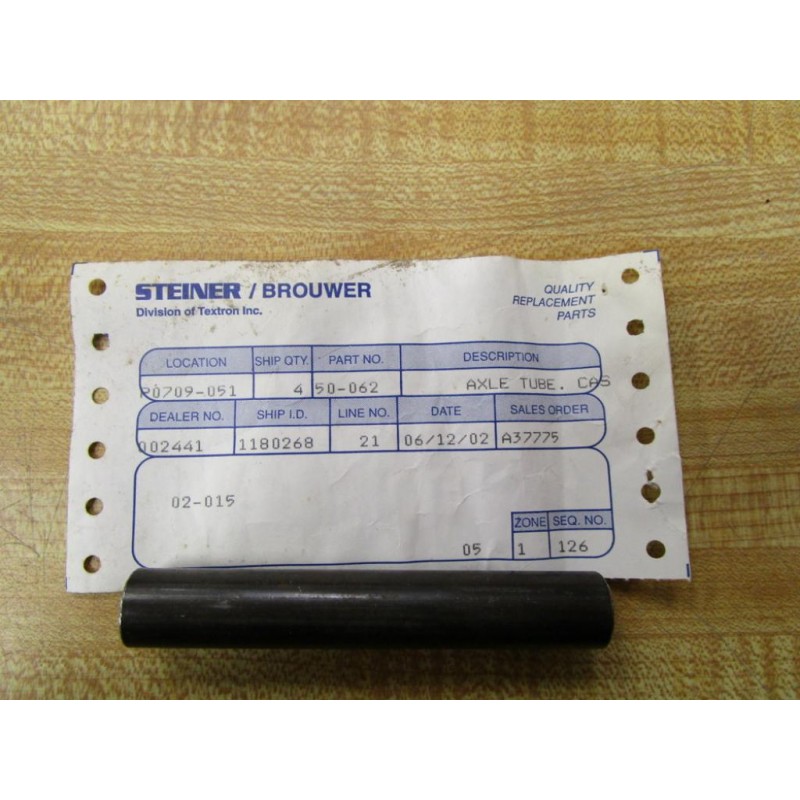 STEINER / BROUWER
Division of Textron Inc.
QUALITY
REPLACEMENT
PARTS
LOCATION SHIP QTY. PART NO. DESCRIPTION
P0709-051 4 50-062 AXLE TUBE. CAS
DEALER NO. SHIP I.D. LINE NO. DATE SALES ORDER
002441 1180268 21 06/12/02 A37775
02-015
ZONE SEQ. NO.
05 1 126